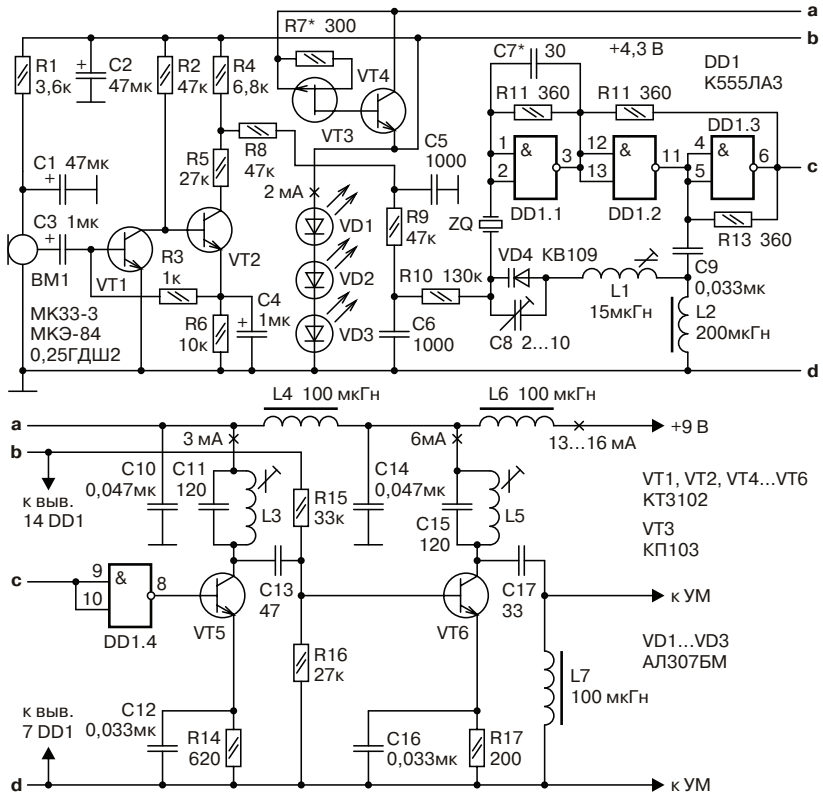 a
b
R7* 300
C7* 30
+4,3 В
DD1
К555ЛА3
R1
3,6к
+
C2
47мк
R2
47к
R4
6,8к
VT4
VT3
R11 360
R11 360
DD1.3
1
2
&
3
12
13
&
11
4
5
&
6
c
DD1.1
DD1.2
R13 360
C1 47мк
+
R5
27к
R8
47к
2 мА
C5
1000
C3 1мк
+
BM1
VT1
R3
1к
VT2
VD1
VD2
VD3
R9
47к
ZQ
R10 130к
VD4 КВ109
L1
15мкГн
C9
0,033мк
МКЗ3-3
МКЭ-84
0,25ГДШ2
R6
10к
C4
1мк
+
C6
1000
C8 2...10
L2
200мкГн
d
L4 100 мкГн
L6 100 мкГн
a
3 мА
6мА
13...16 мА
+9 В
b
к выв.
14 DD1
C10
0,047мк
C11
120
L3
R15
33к
C14
0,047мк
C15
120
L5
VT1, VT2, VT4...VT6
КТ3102
VT3
КП103
c
9
10
&
8
DD1.4
VT5
C13
47
VT6
C17
33
к УМ
R16
27к
VD1...VD3
АЛ307БМ
L7
100 мкГн
к выв.
7 DD1
C12
0,033мк
R14
620
C16
0,033мк
R17
200
d
к УМ